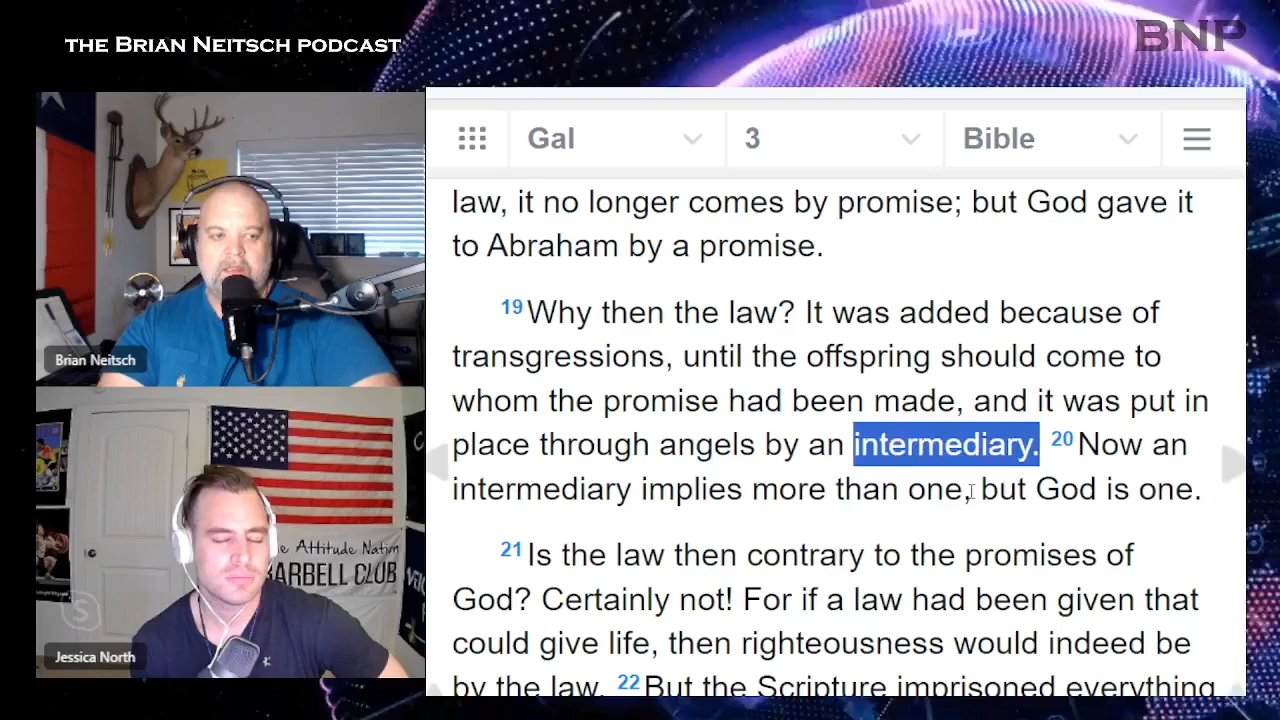 THE BRIAN NEITSCH PODCAST
BNP
Gal
3
Bible
law, it no longer comes by promise; but God gave it
to Abraham by a promise.
19 Why then the law? It was added because of
transgressions, until the offspring should come to
whom the promise had been made, and it was put in
place through angels by an intermediary. 20 Now an
intermediary implies more than one, but God is one.
21 Is the law then contrary to the promises of
God? Certainly not! For if a law had been given that
could give life, then righteousness would indeed be
by the law. 22 But the Scripture imprisoned everything
Brian Neitsch
e Attitude Nation
BARBELL CLUB
S
Jessica North